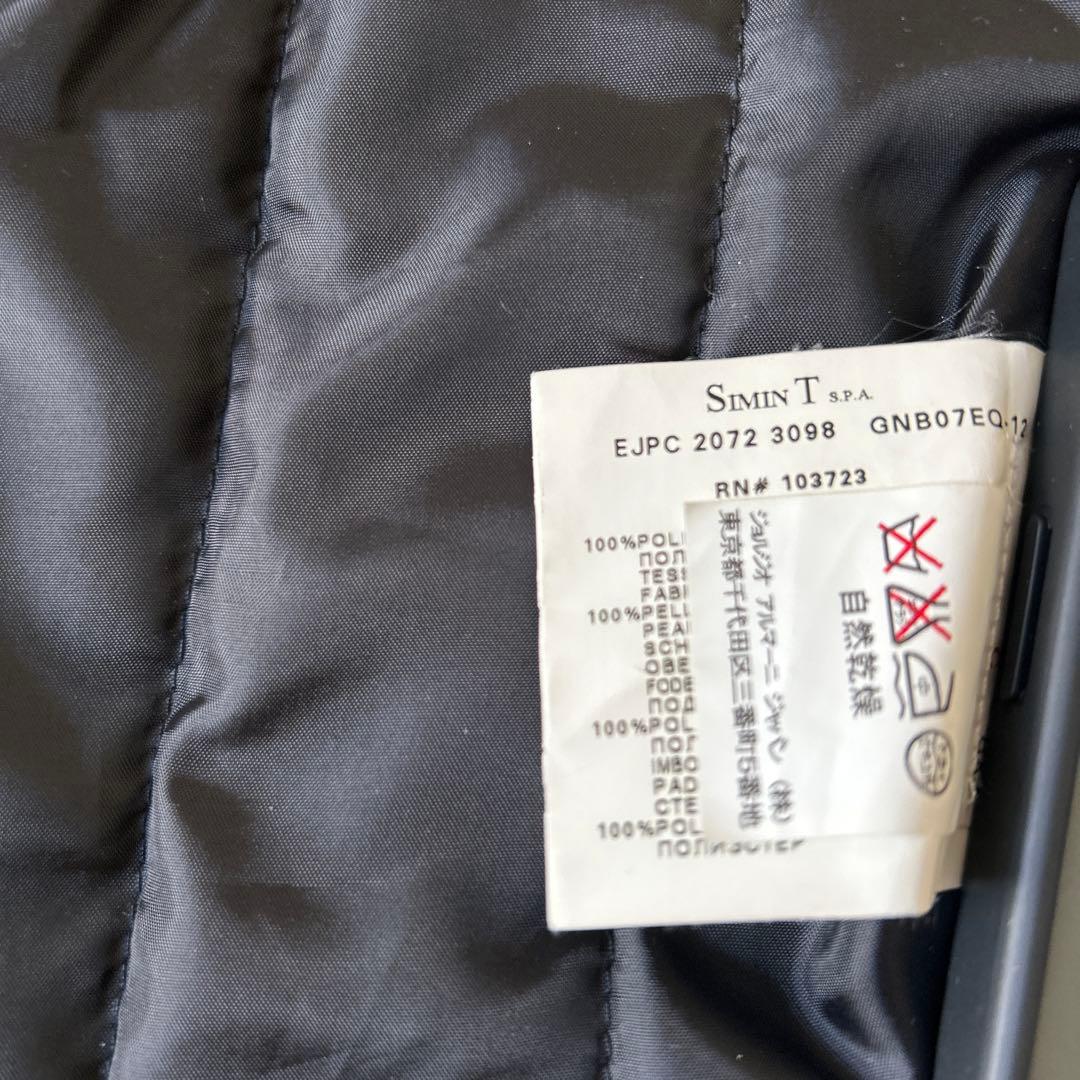 SIMIN T S.P.A.
EJPC 2072 3098 GNB07EQ 12
RN# 103723
100%POLI
ПОЛ
TESS
FABI
100%PELL
PEAI
SCH
OBE
FODE
ПОД
100%POL
ПОЛ
IMBO
PAD
СТЕ
100%POL
ПОЛИЭСТЕР
ジョルジオ アルマーニ ジャパン (株)
東京都千代田区三番町5番地
自然乾燥